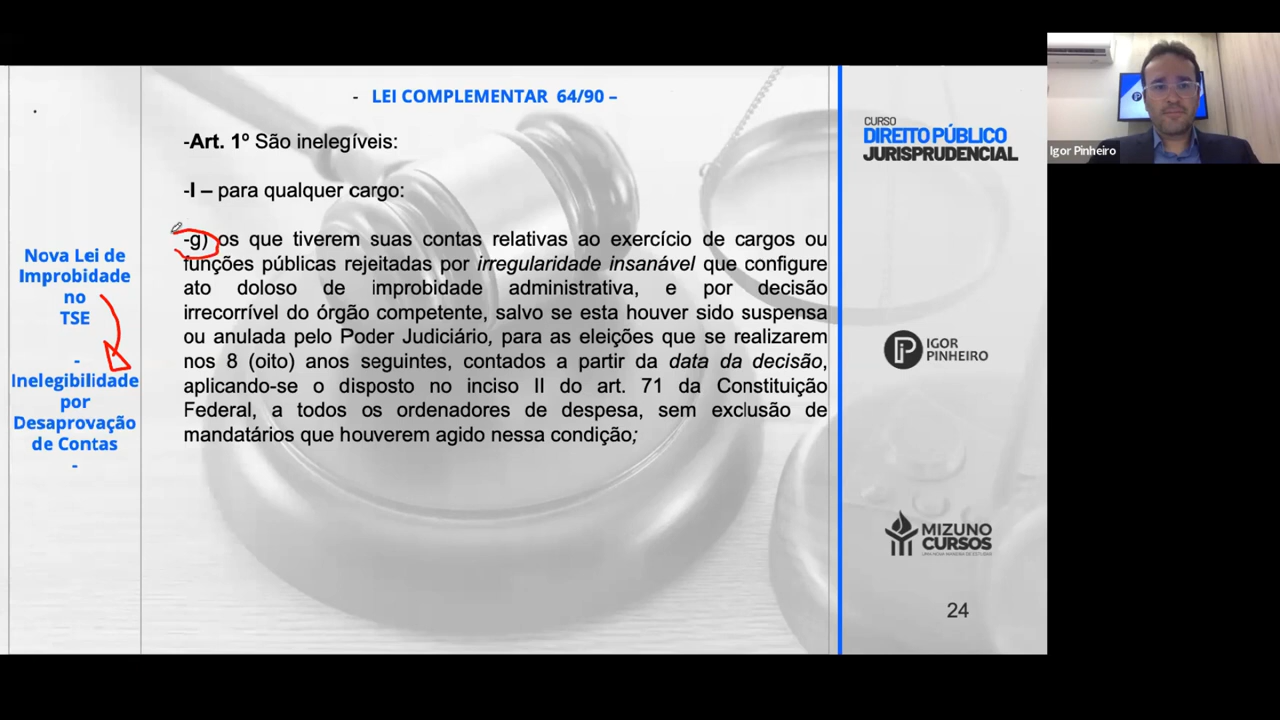 - LEI COMPLEMENTAR 64/90 –
-Art. 1º São inelegíveis:
-I – para qualquer cargo:
-g) os que tiverem suas contas relativas ao exercício de cargos ou
funções públicas rejeitadas por irregularidade insanável que configure
ato doloso de improbidade administrativa, e por decisão
irrecorrível do órgão competente, salvo se esta houver sido suspensa
ou anulada pelo Poder Judiciário, para as eleições que se realizarem
nos 8 (oito) anos seguintes, contados a partir da data da decisão,
aplicando-se o disposto no inciso II do art. 71 da Constituição
Federal, a todos os ordenadores de despesa, sem exclusão de
mandatários que houverem agido nessa condição;
Nova Lei de
Improbidade
no
TSE
-
Inelegibilidade
por
Desaprovação
de Contas
-
CURSO
DIREITO PÚBLICO
JURISPRUDENCIAL
IGOR
PINHEIRO
MIZUNO
CURSOS
24
Igor Pinheiro